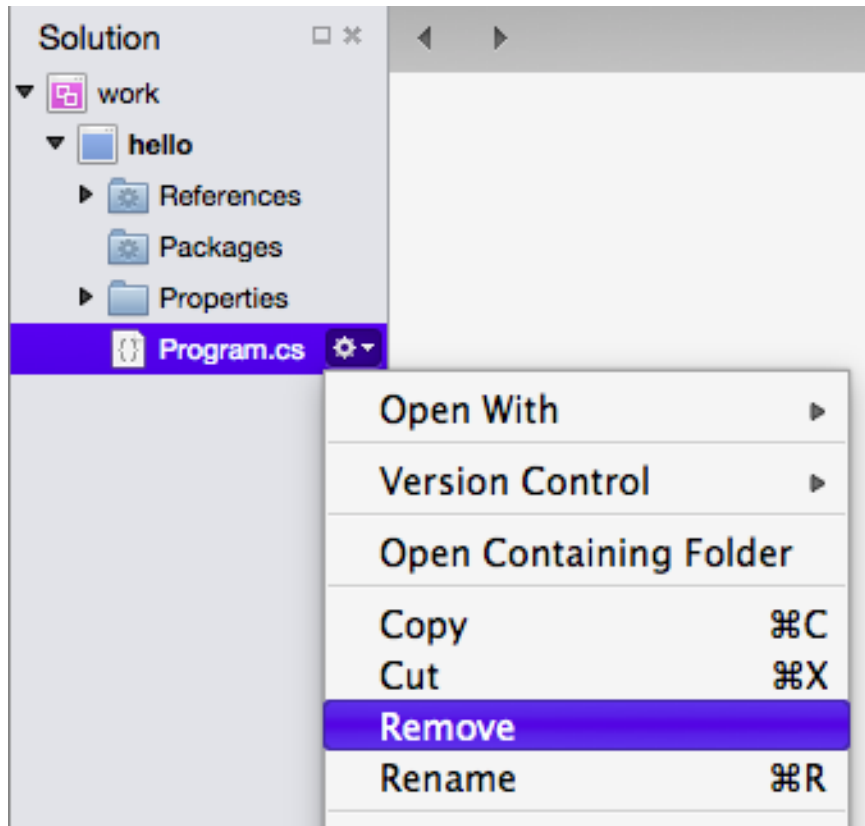 Solution
work
hello
References
Packages
Properties
Program.cs
Open With
Version Control
Open Containing Folder
Copy ⌘C
Cut ⌘X
Remove
Rename ⌘R